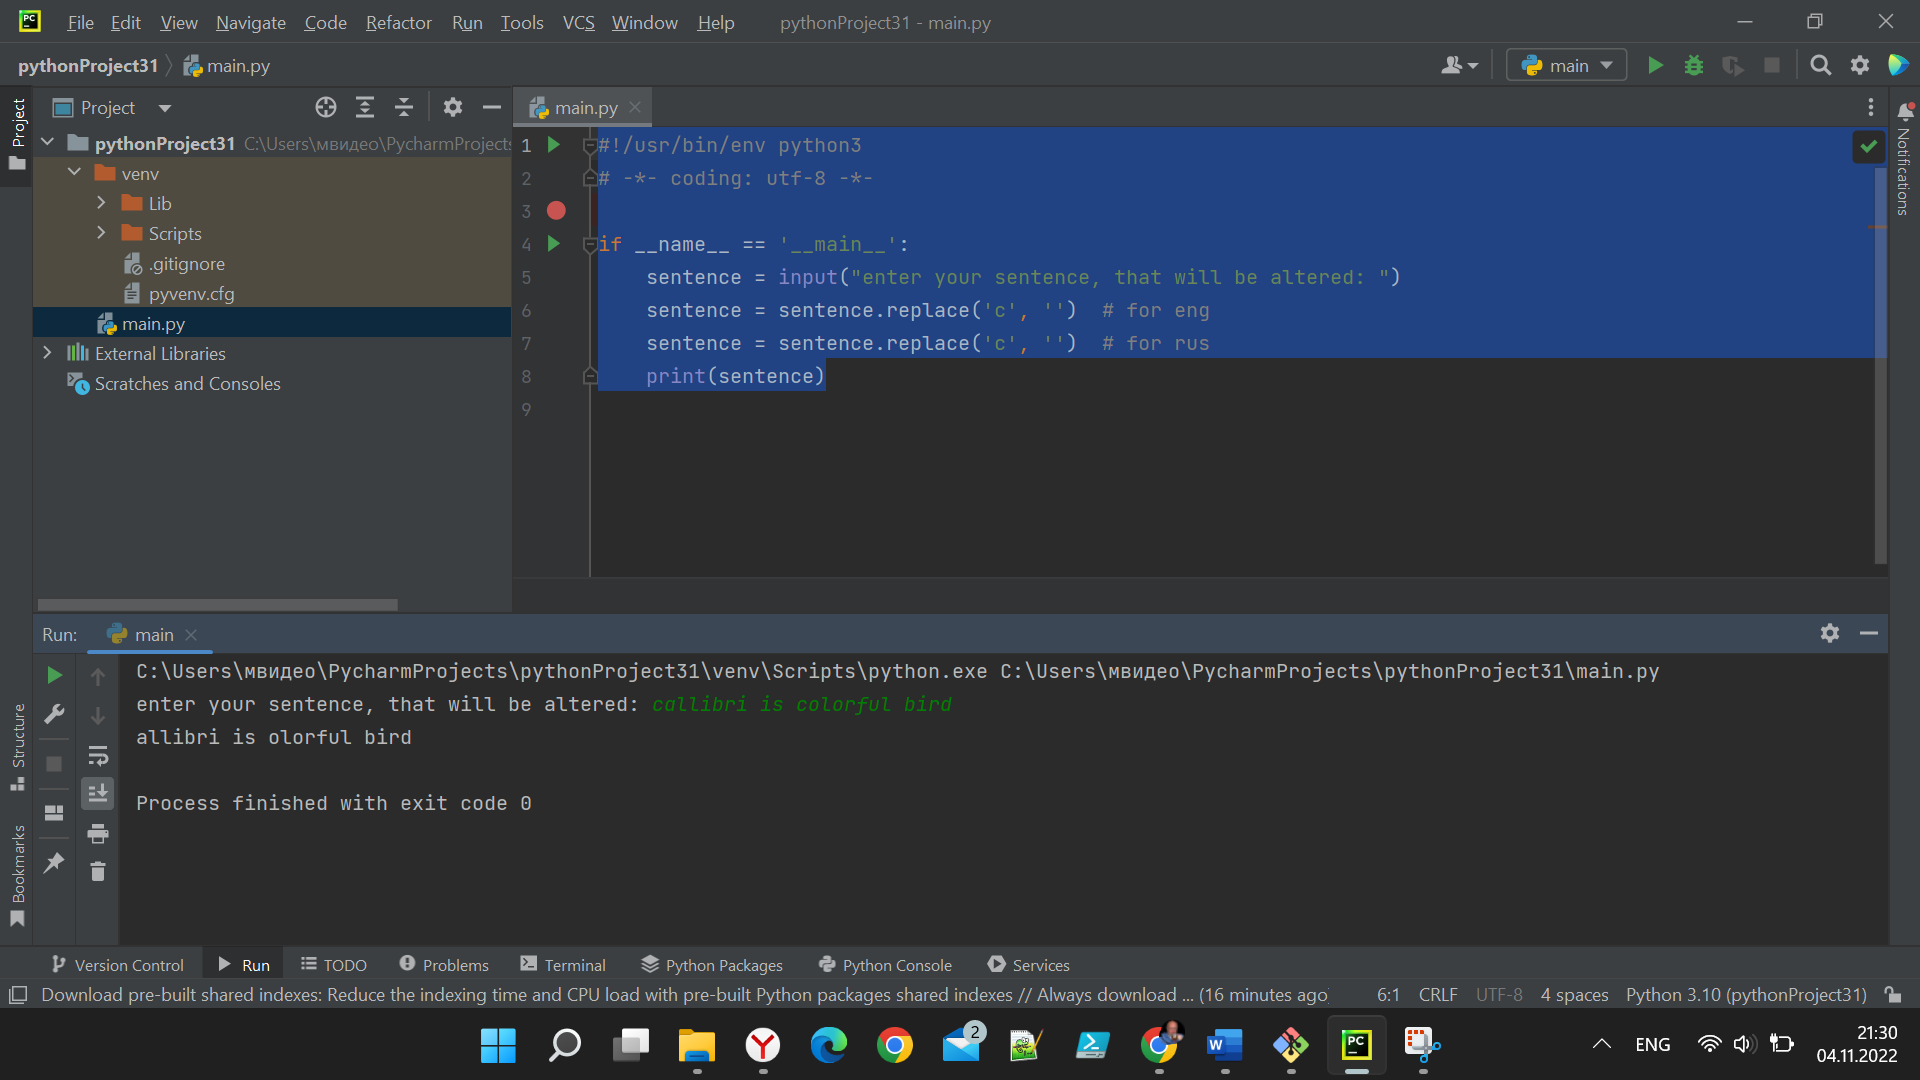 File Edit View Navigate Code Refactor Run Tools VCS Window Help pythonProject31 - main.py
pythonProject31 main.py main
Project
Project
pythonProject31 C:\Users\мвидео\PycharmProjects
venv
Lib
Scripts
.gitignore
pyvenv.cfg
main.py
External Libraries
Scratches and Consoles
main.py
1 #!/usr/bin/env python3
2 # -*- coding: utf-8 -*-
3
4 if __name__ == '__main__':
5 sentence = input("enter your sentence, that will be altered: ")
6 sentence = sentence.replace('c', '') # for eng
7 sentence = sentence.replace('с', '') # for rus
8 print(sentence)
9
Notifications
Run: main
C:\Users\мвидео\PycharmProjects\pythonProject31\venv\Scripts\python.exe C:\Users\мвидео\PycharmProjects\pythonProject31\main.py
enter your sentence, that will be altered: callibri is colorful bird
allibri is olorful bird
Process finished with exit code 0
Structure
Bookmarks
Version Control Run TODO Problems Terminal Python Packages Python Console Services
Download pre-built shared indexes: Reduce the indexing time and CPU load with pre-built Python packages shared indexes // Always download ... (16 minutes ago) 6:1 CRLF UTF-8 4 spaces Python 3.10 (pythonProject31)
2
ENG
21:30
04.11.2022